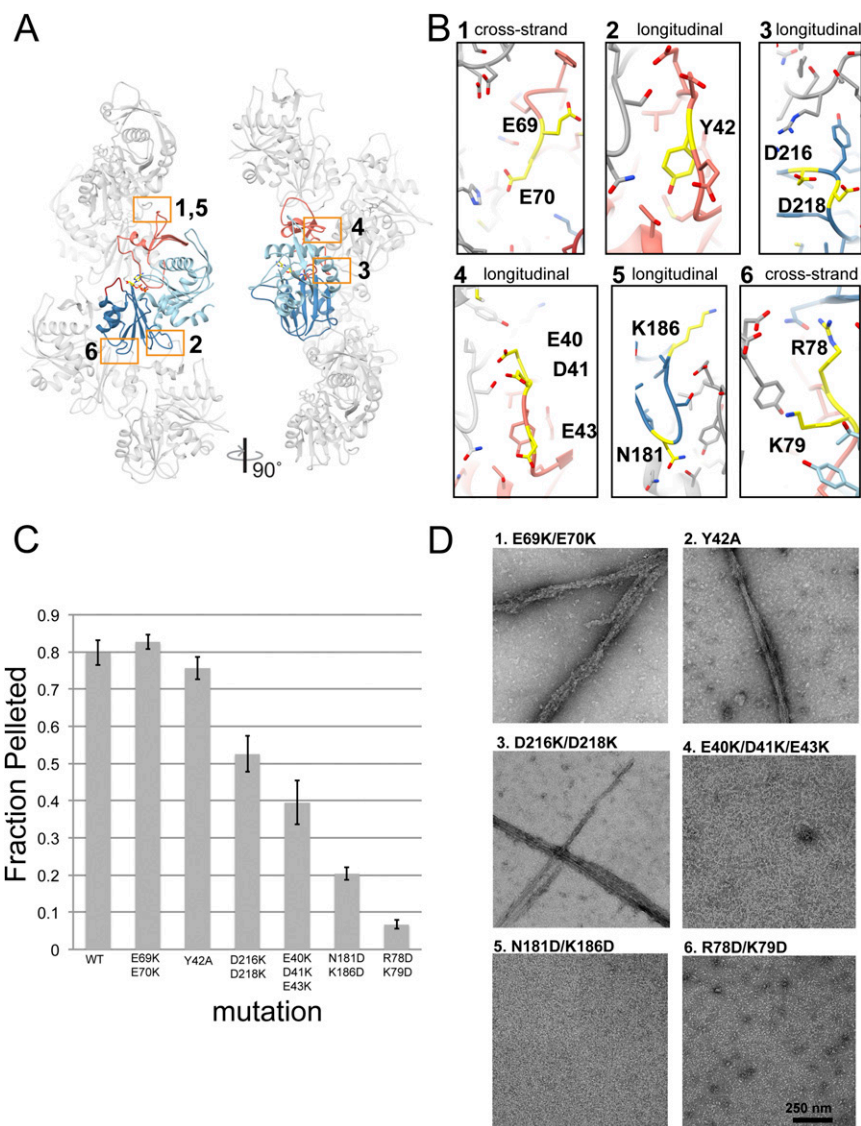 A
1,5
4
3
6
2
90°
B
1 cross-strand
E69
E70
2 longitudinal
Y42
3 longitudinal
D216
D218
4 longitudinal
E40
D41
E43
5 longitudinal
K186
N181
6 cross-strand
R78
K79
C
Fraction Pelleted
0.9
0.8
0.7
0.6
0.5
0.4
0.3
0.2
0.1
0
WT
E69K
E70K
Y42A
D216K
D218K
E40K
D41K
E43K
N181D
K186D
R78D
K79D
mutation
D
1. E69K/E70K
2. Y42A
3. D216K/D218K
4. E40K/D41K/E43K
5. N181D/K186D
6. R78D/K79D
250 nm